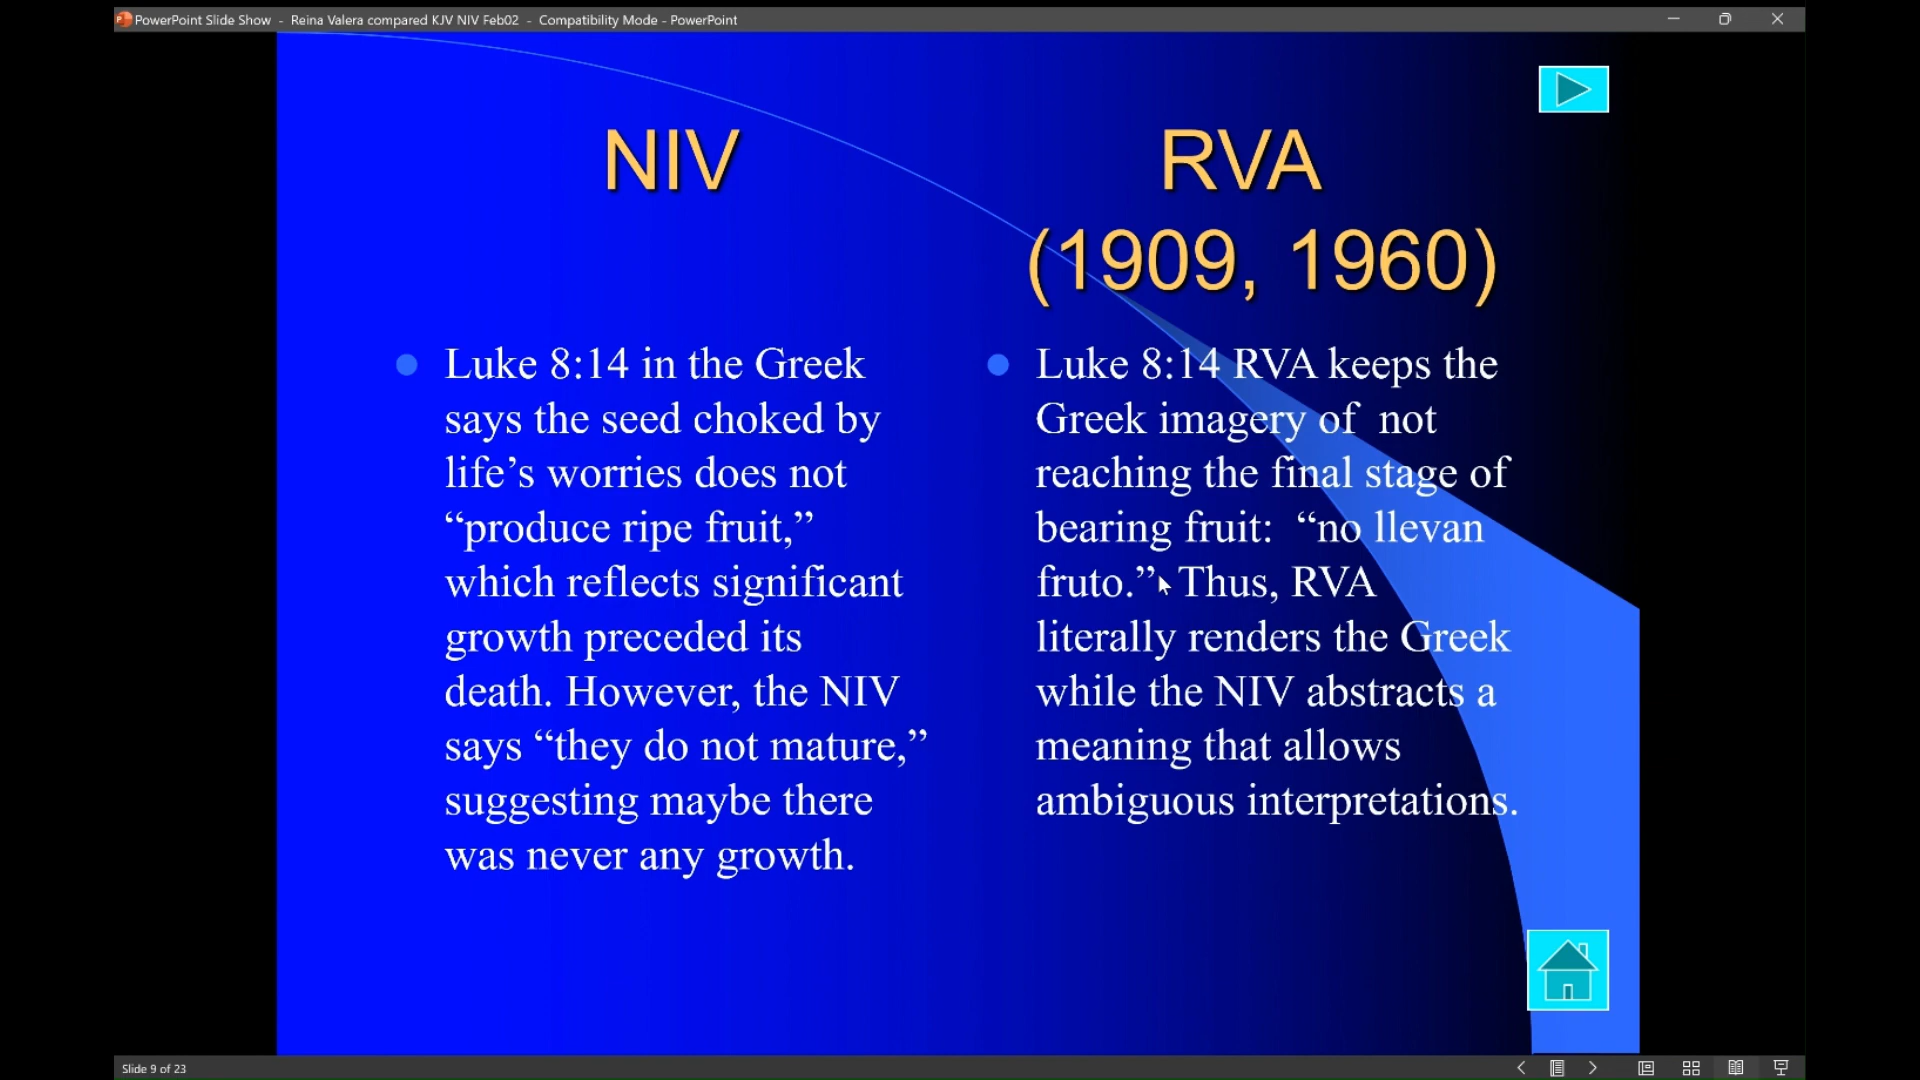 PowerPoint Slide Show - Reina Valera compared KJV NIV Feb02 - Compatibility Mode - PowerPoint
NIV
Luke 8:14 in the Greek
says the seed choked by
life’s worries does not
“produce ripe fruit,”
which reflects significant
growth preceded its
death. However, the NIV
says “they do not mature,”
suggesting maybe there
was never any growth.
RVA
(1909, 1960)
Luke 8:14 RVA keeps the
Greek imagery of not
reaching the final stage of
bearing fruit: “no llevan
fruto.” Thus, RVA
literally renders the Greek
while the NIV abstracts a
meaning that allows
ambiguous interpretations.
Slide 9 of 23